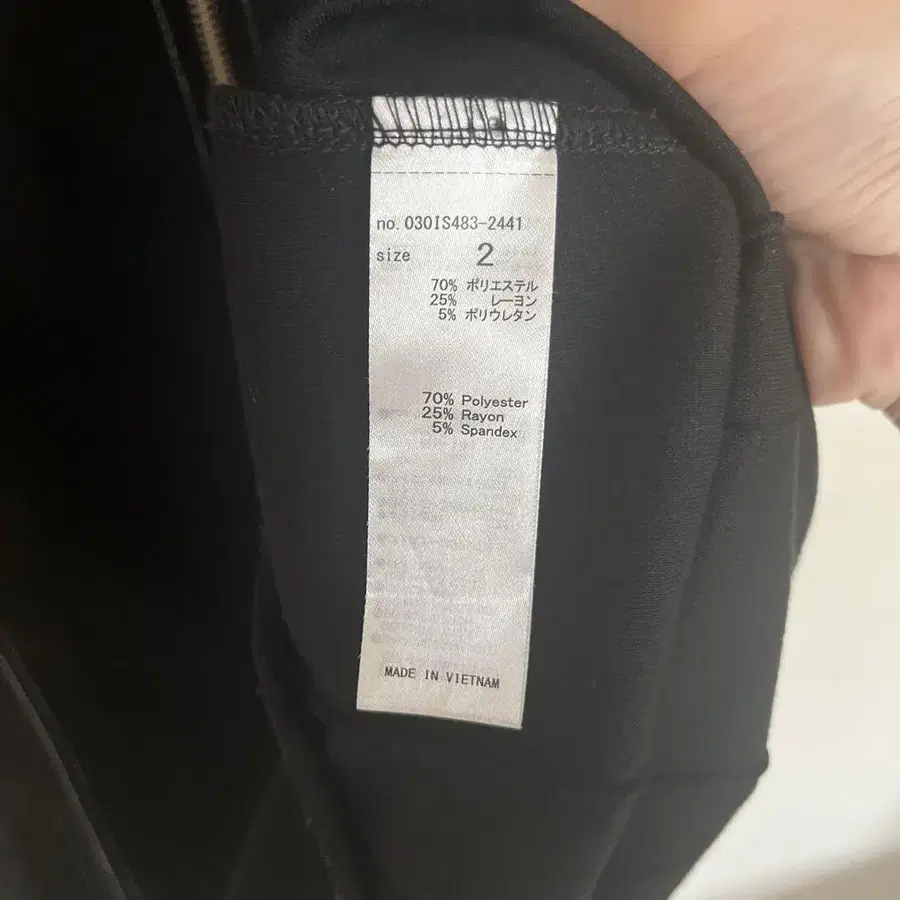 no. 030IS483-2441
size 2
70% ポリエステル
25% レーヨン
5% ポリウレタン
70% Polyester
25% Rayon
5% Spandex
MADE IN VIETNAM